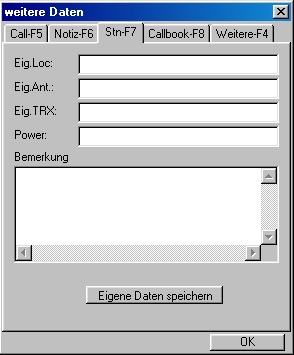 weitere Daten
Call-F5 Notiz-F6 Stn-F7 Callbook-F8 Weitere-F4
Eig.Loc:
Eig.Ant.:
Eig.TRX:
Power:
Bemerkung
Eigene Daten speichern
OK